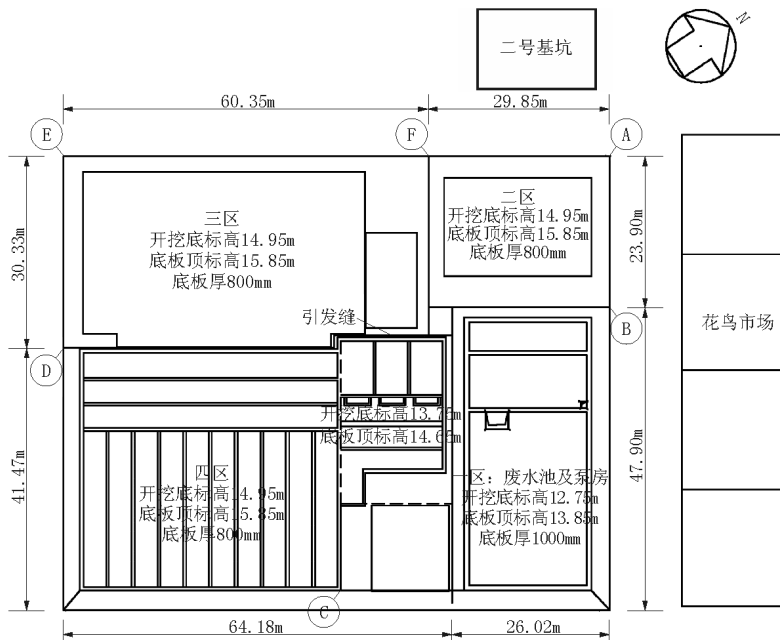 二号基坑
N
60.35m
29.85m
E
F
A
三区
开挖底标高14.95m
底板顶标高15.85m
底板厚800mm
二区
开挖底标高14.95m
底板顶标高15.85m
底板厚800mm
30.33m
23.90m
引发缝
花鸟市场
B
D
开挖底标高13.75m
底板顶标高14.65m
四区
开挖底标高14.95m
底板顶标高15.85m
底板厚800mm
一区：废水池及泵房
开挖底标高12.75m
底板顶标高13.85m
底板厚1000mm
41.47m
47.90m
C
64.18m
26.02m